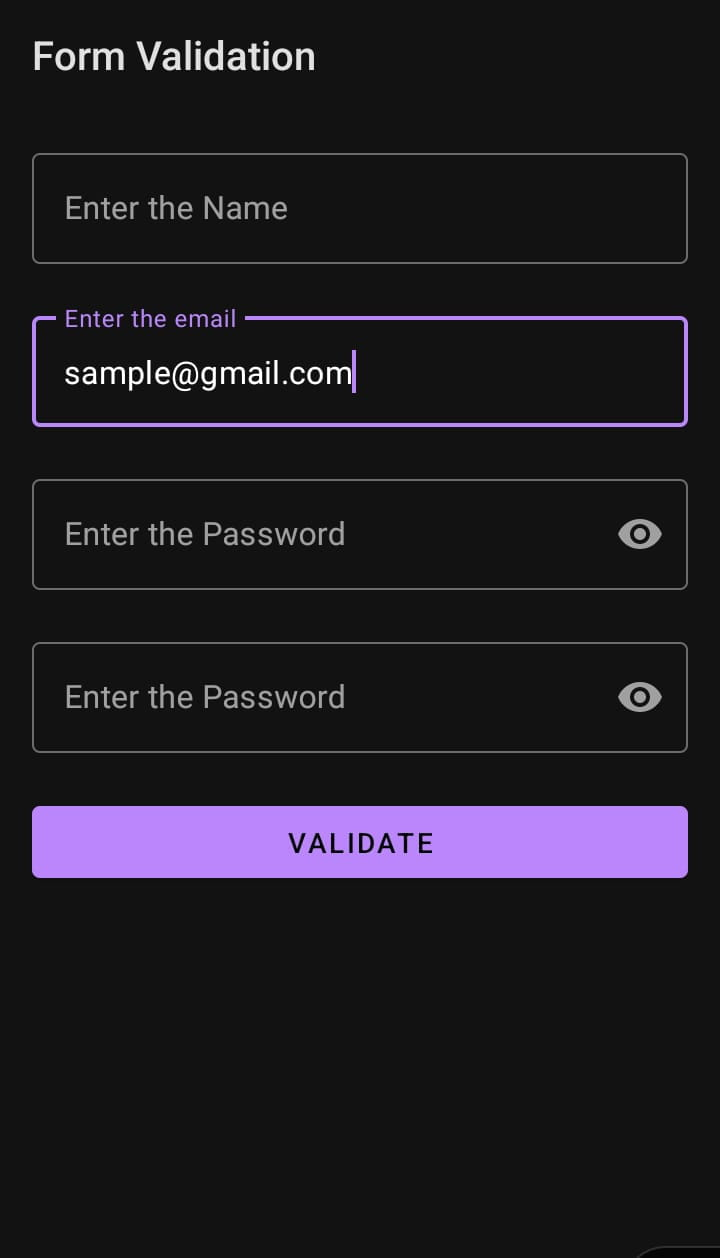 Form Validation
Enter the Name
Enter the email
sample@gmail.com
Enter the Password
Enter the Password
VALIDATE